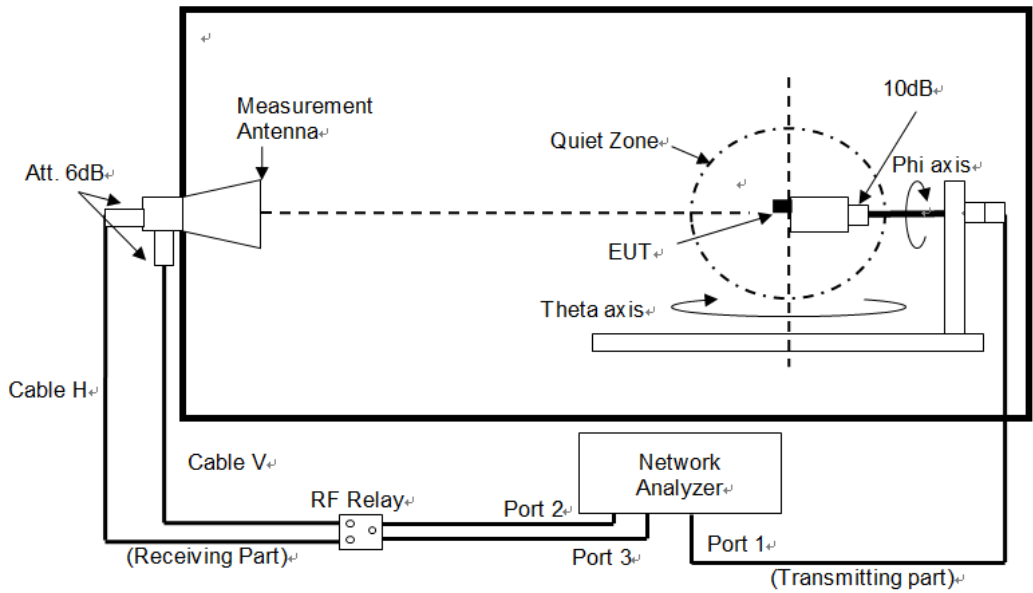 Measurement
Antenna↵
10dB↵
Quiet Zone↵
Phi axis↵
Att. 6dB↵
EUT↵
Theta axis↵
Cable H↵
Cable V↵
Network
Analyzer↵
RF Relay↵
Port 2↵
Port 3↵
Port 1↵
(Receiving Part)↵
(Transmitting part)↵